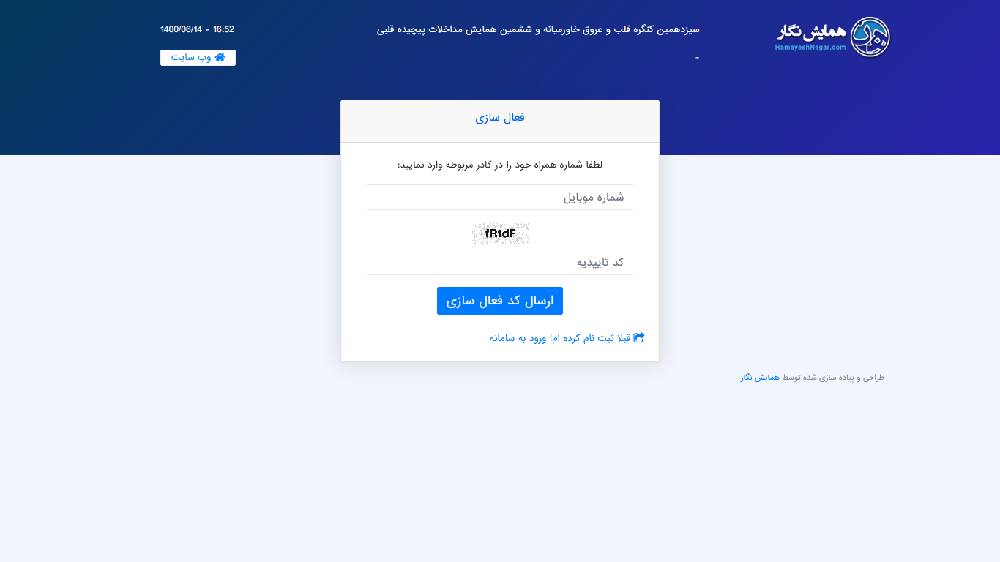 همایش نگار
HamayeshNegar.com
سیزدهمین کنگره قلب و عروق خاورمیانه و ششمین همایش مداخلات پیچیده قلبی
-
1400/06/14 - 16:52
وب سایت
فعال سازی
لطفا شماره همراه خود را در کادر مربوطه وارد نمایید:
شماره موبایل
fRtdF
کد تاییدیه
ارسال کد فعال سازی
قبلا ثبت نام کرده ام! ورود به سامانه
طراحی و پیاده سازی شده توسط همایش نگار